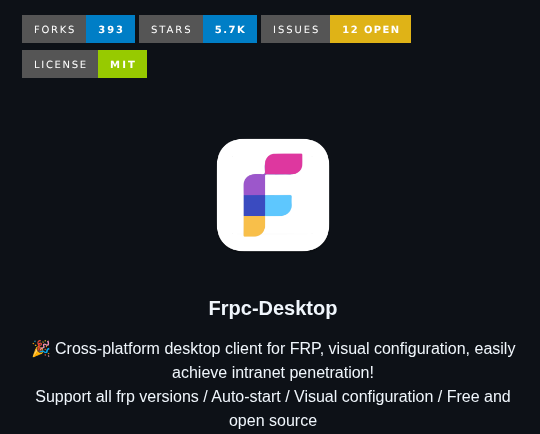 FORKS 393 STARS 5.7K ISSUES 12 OPEN
LICENSE MIT
Frpc-Desktop
🎉 Cross-platform desktop client for FRP, visual configuration, easily
achieve intranet penetration!
Support all frp versions / Auto-start / Visual configuration / Free and
open source